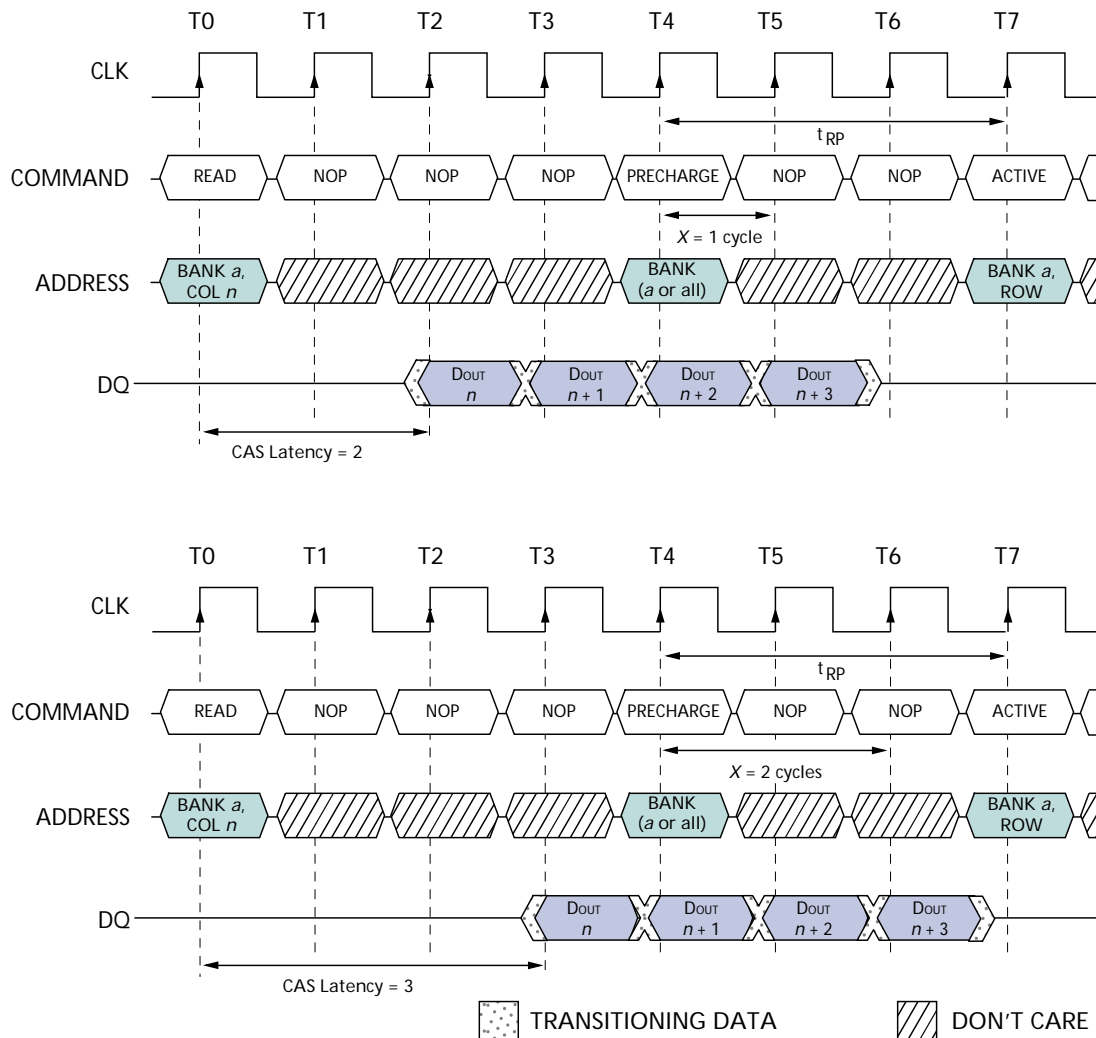 T0 T1 T2 T3 T4 T5 T6 T7
CLK
t RP
COMMAND READ NOP NOP NOP PRECHARGE NOP NOP ACTIVE
X = 1 cycle
ADDRESS
BANK a, BANK BANK a,
COL n (a or all) ROW
DQ
DOUT DOUT DOUT DOUT
n n + 1 n + 2 n + 3
CAS Latency = 2
T0 T1 T2 T3 T4 T5 T6 T7
CLK
t RP
COMMAND READ NOP NOP NOP PRECHARGE NOP NOP ACTIVE
X = 2 cycles
ADDRESS
BANK a, BANK BANK a,
COL n (a or all) ROW
DQ
DOUT DOUT DOUT DOUT
n n + 1 n + 2 n + 3
CAS Latency = 3
TRANSITIONING DATA DON'T CARE